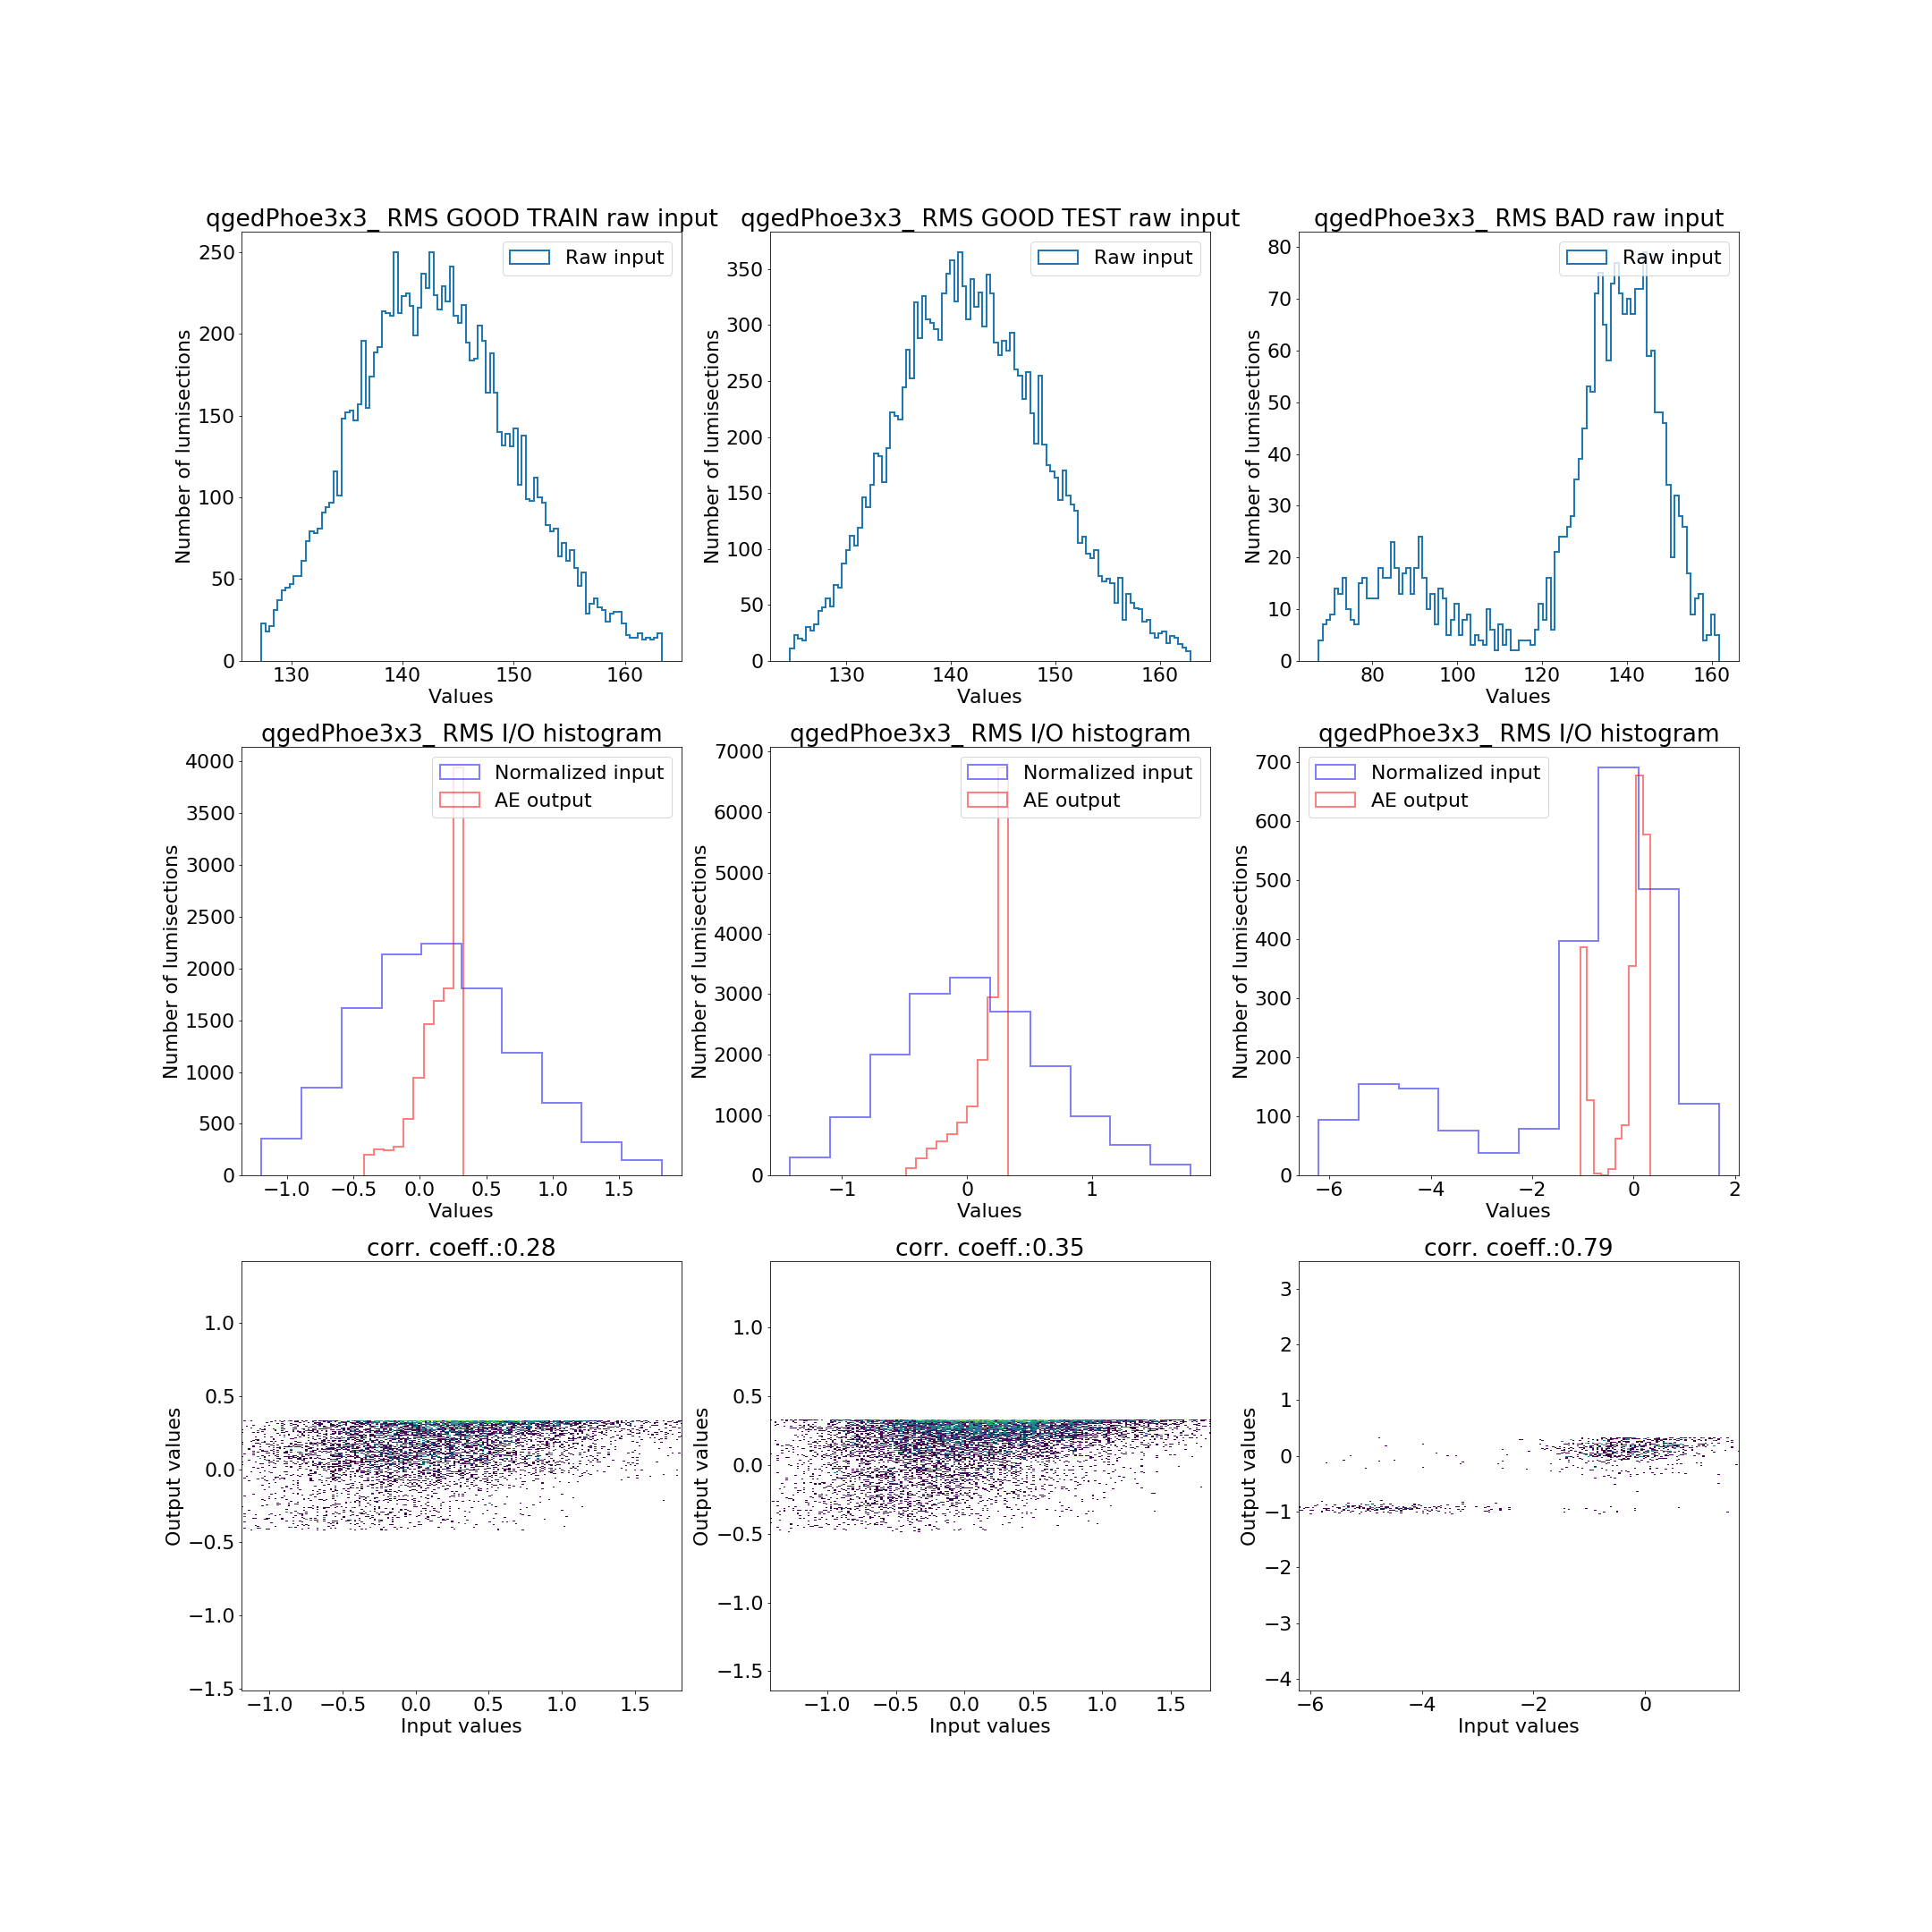 qgedPhoe3x3_ RMS GOOD TRAIN raw input
Raw input
Number of lumisections
250
200
150
100
50
0
130 140 150 160
Values
qgedPhoe3x3_ RMS GOOD TEST raw input
Raw input
Number of lumisections
350
300
250
200
150
100
50
0
130 140 150 160
Values
qgedPhoe3x3_ RMS BAD raw input
Raw input
Number of lumisections
80
70
60
50
40
30
20
10
0
80 100 120 140 160
Values
qgedPhoe3x3_ RMS I/O histogram
Normalized input
AE output
Number of lumisections
4000
3500
3000
2500
2000
1500
1000
500
0
−1.0 −0.5 0.0 0.5 1.0 1.5
Values
qgedPhoe3x3_ RMS I/O histogram
Normalized input
AE output
Number of lumisections
7000
6000
5000
4000
3000
2000
1000
0
−1 0 1
Values
qgedPhoe3x3_ RMS I/O histogram
Normalized input
AE output
Number of lumisections
700
600
500
400
300
200
100
0
−6 −4 −2 0 2
Values
corr. coeff.:0.28
Output values
1.0
0.5
0.0
−0.5
−1.0
−1.5
−1.0 −0.5 0.0 0.5 1.0 1.5
Input values
corr. coeff.:0.35
Output values
1.0
0.5
0.0
−0.5
−1.0
−1.5
−1.0 −0.5 0.0 0.5 1.0 1.5
Input values
corr. coeff.:0.79
Output values
3
2
1
0
−1
−2
−3
−4
−6 −4 −2 0
Input values